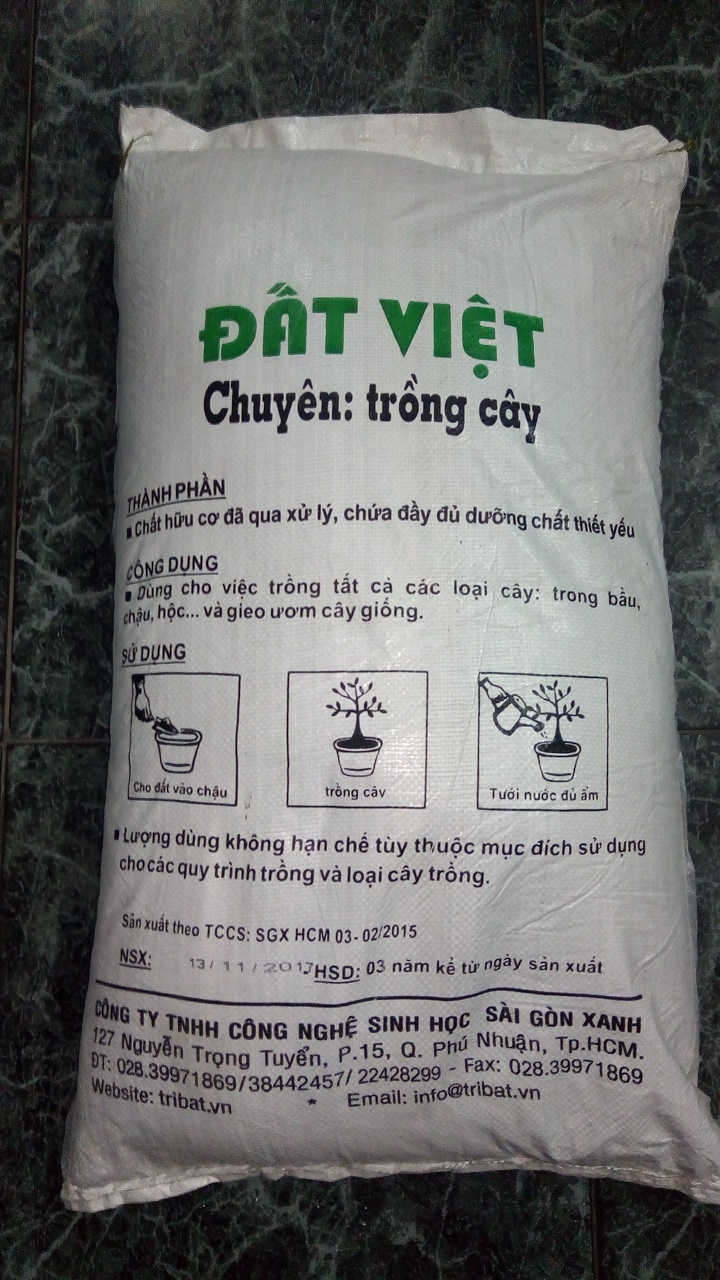 ĐẤT VIỆT
Chuyên: trồng cây
THÀNH PHẦN
▪ Chất hữu cơ đã qua xử lý, chứa đầy đủ dưỡng chất thiết yếu
CÔNG DỤNG
▪ Dùng cho việc trồng tất cả các loại cây: trong bầu,
chậu, hộc... và gieo ươm cây giống.
SỬ DỤNG
Cho đất vào chậu
trồng cây
Tưới nước đủ ẩm
▪ Lượng dùng không hạn chế tùy thuộc mục đích sử dụng
cho các quy trình trồng và loại cây trồng.
Sản xuất theo TCCS: SGX HCM 03-02/2015
NSX: 13/11/2017 HSD: 03 năm kể từ ngày sản xuất
CÔNG TY TNHH CÔNG NGHỆ SINH HỌC SÀI GÒN XANH
127 Nguyễn Trọng Tuyển, P.15, Q. Phú Nhuận, Tp.HCM.
ĐT: 028.39971869/38442457/ 22428299 - Fax: 028.39971869
Website: tribat.vn * Email: info@tribat.vn